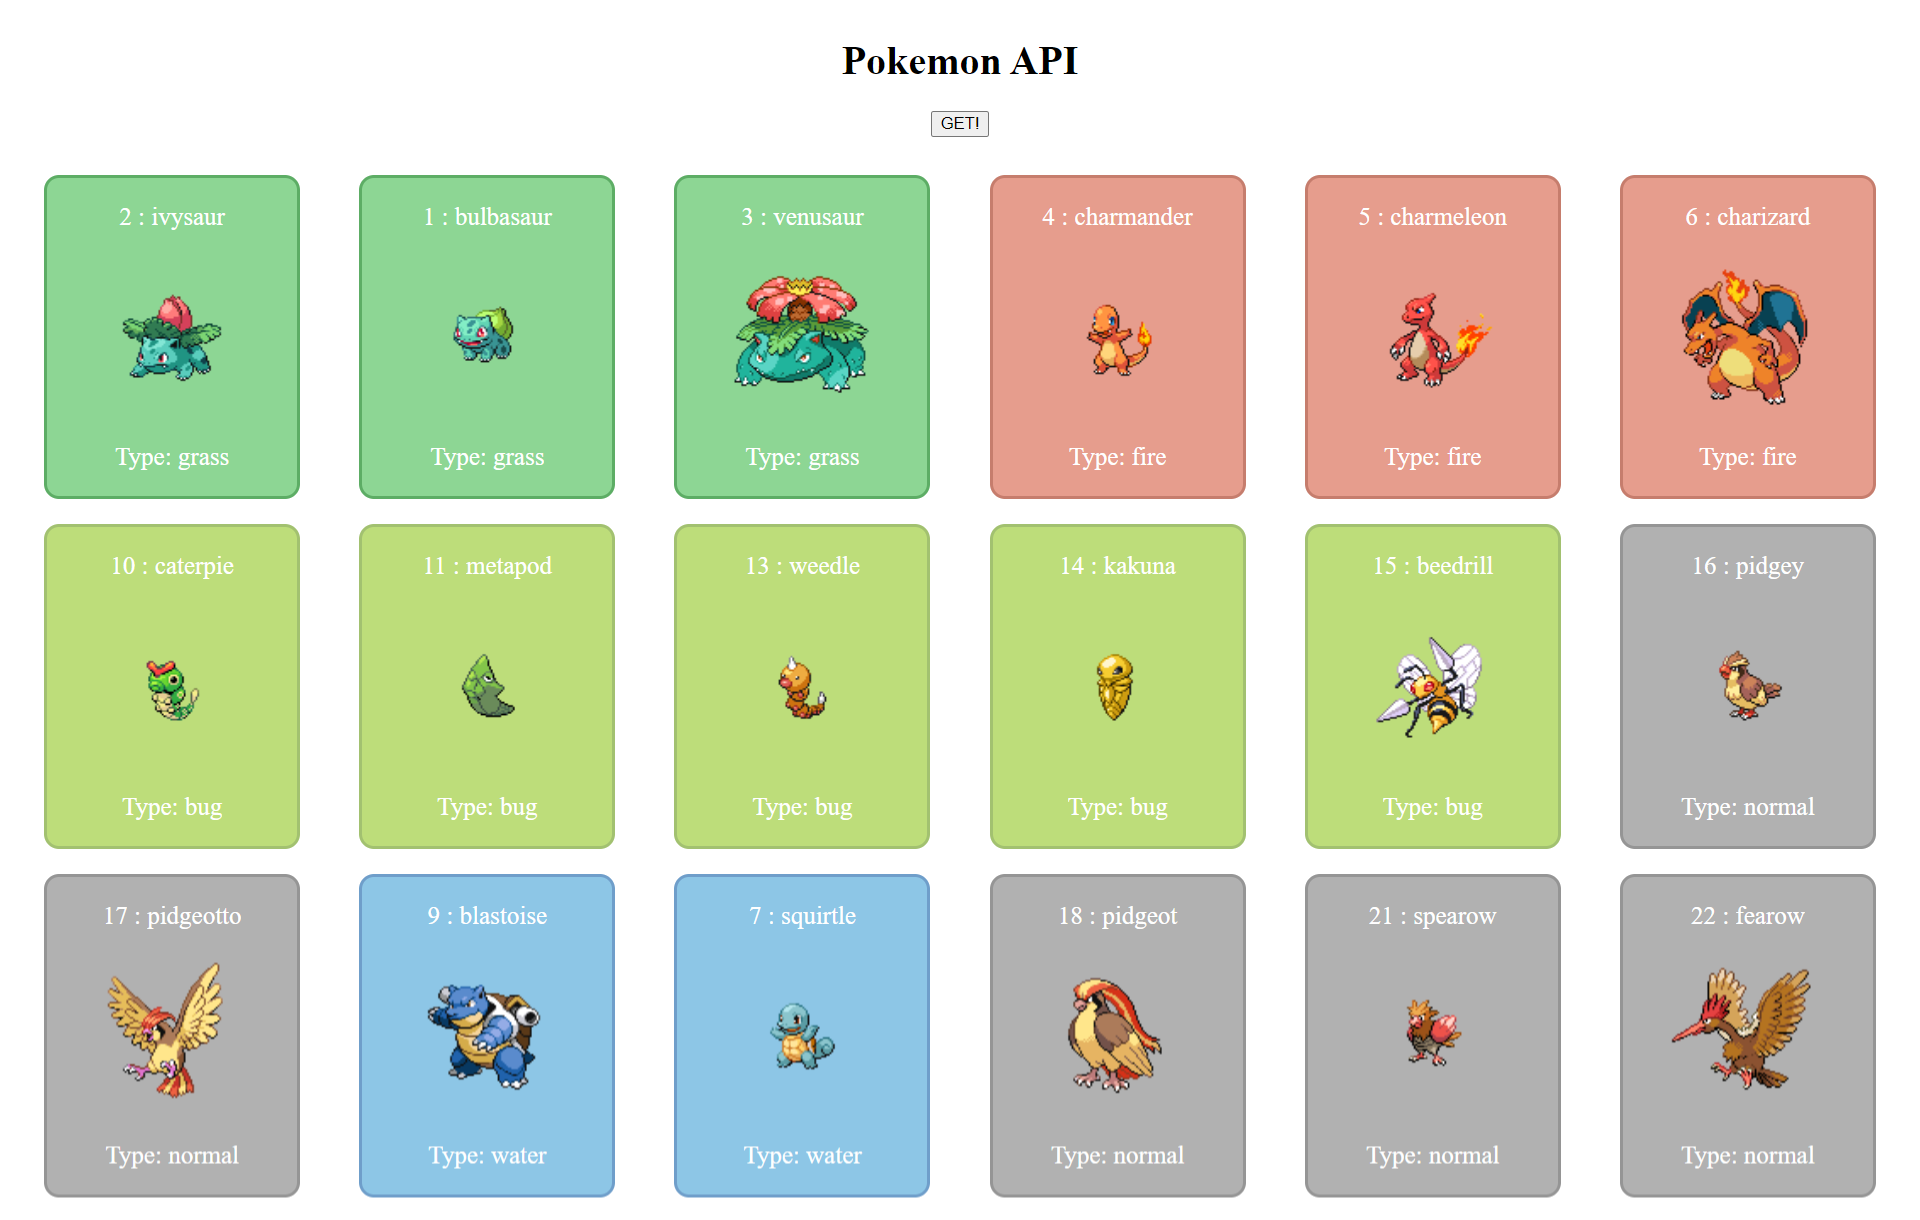 Pokemon API
GET!
2 : ivysaur
1 : bulbasaur
3 : venusaur
4 : charmander
5 : charmeleon
6 : charizard
Type: grass
Type: grass
Type: grass
Type: fire
Type: fire
Type: fire
10 : caterpie
11 : metapod
13 : weedle
14 : kakuna
15 : beedrill
16 : pidgey
Type: bug
Type: bug
Type: bug
Type: bug
Type: bug
Type: normal
17 : pidgeotto
9 : blastoise
7 : squirtle
18 : pidgeot
21 : spearow
22 : fearow
Type: normal
Type: water
Type: water
Type: normal
Type: normal
Type: normal